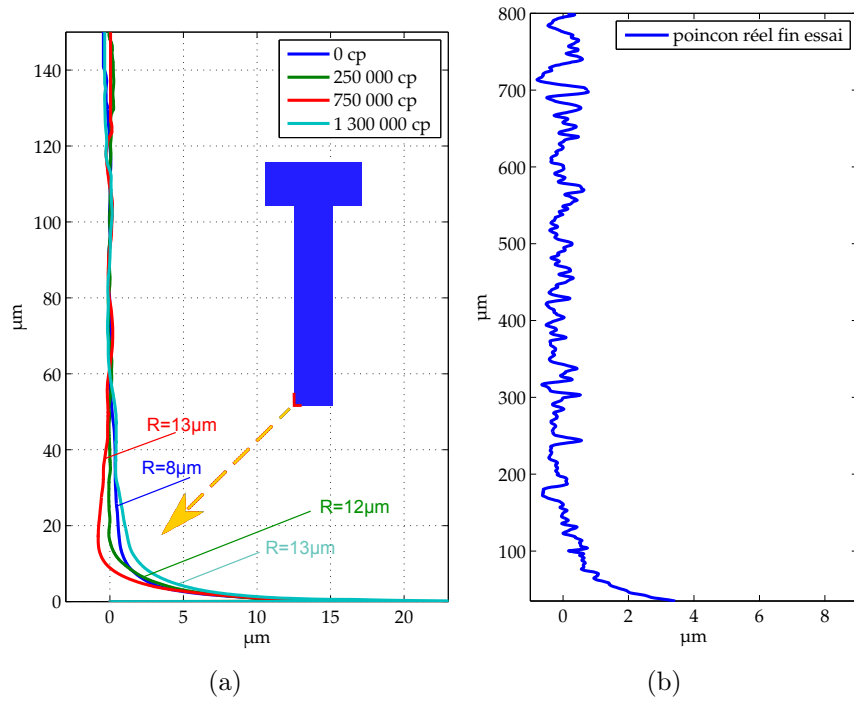 0 cp
250 000 cp
750 000 cp
1 300 000 cp
140
120
100
80
60
40
20
0
µm
R=13µm
R=8µm
R=12µm
R=13µm
0
5
10
15
20
µm
(a)
poincon réel fin essai
800
700
600
500
400
300
200
100
µm
0
2
4
6
8
µm
(b)